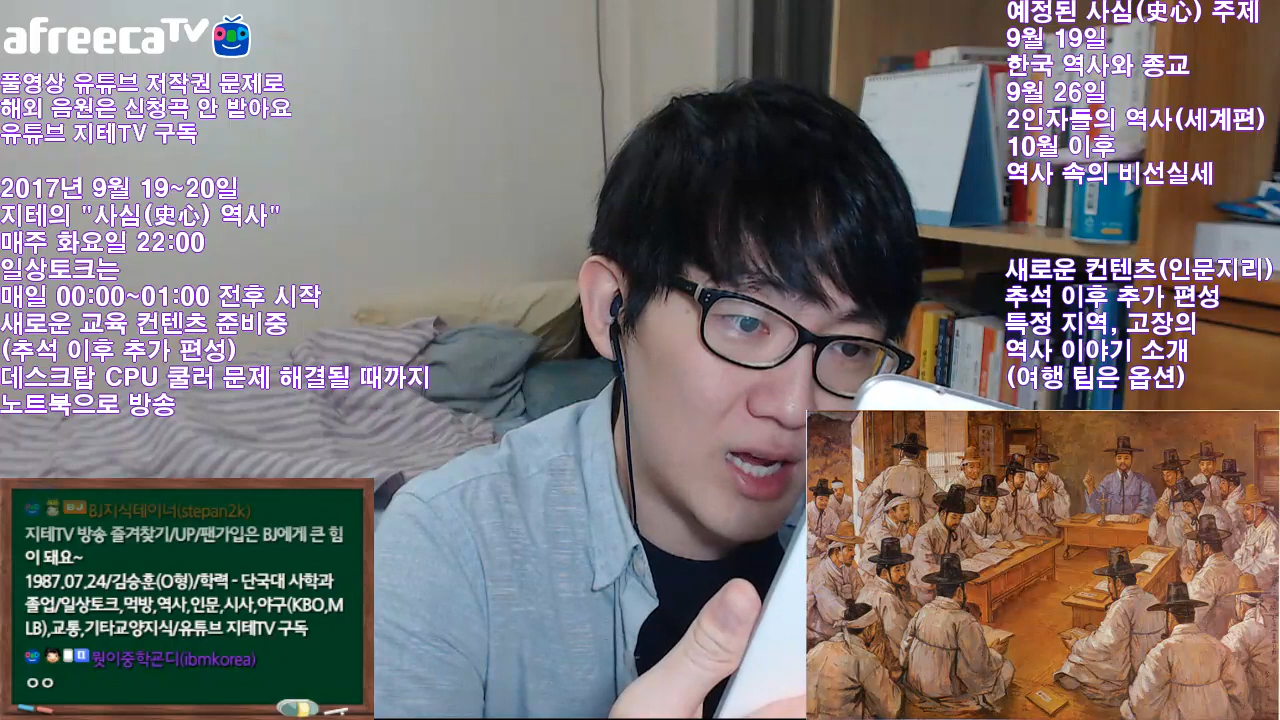 afreecaTV
풀영상 유튜브 저작권 문제로
해외 음원은 신청곡 안 받아요
유튜브 지테TV 구독
2017년 9월 19~20일
지테의 "사심(史心) 역사"
매주 화요일 22:00
일상토크는
매일 00:00~01:00 전후 시작
새로운 교육 컨텐츠 준비중
(추석 이후 추가 편성)
데스크탑 CPU 쿨러 문제 해결될 때까지
노트북으로 방송
예정된 사심(史心) 주제
9월 19일
한국 역사와 종교
9월 26일
2인자들의 역사(세계편)
10월 이후
역사 속의 비선실세
새로운 컨텐츠(인문지리)
추석 이후 추가 편성
특정 지역, 고장의
역사 이야기 소개
(여행 팁은 옵션)
BJ BJ지식테이너(stepan2k)
지테TV 방송 즐겨찾기/UP/팬가입은 BJ에게 큰 힘
이 돼요~
1987.07.24/김승훈(O형)/학력 - 단국대 사학과
졸업/일상토크,먹방,역사,인문,시사,야구(KBO,M
LB),교통,기타교양지식/유튜브 지테TV 구독
(ibmkorea)
ㅇㅇ